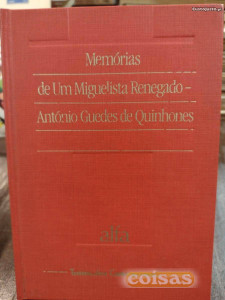 Memórias
de Um Miguelista Renegado –
António Guedes de Quinhones
alfa
coisas